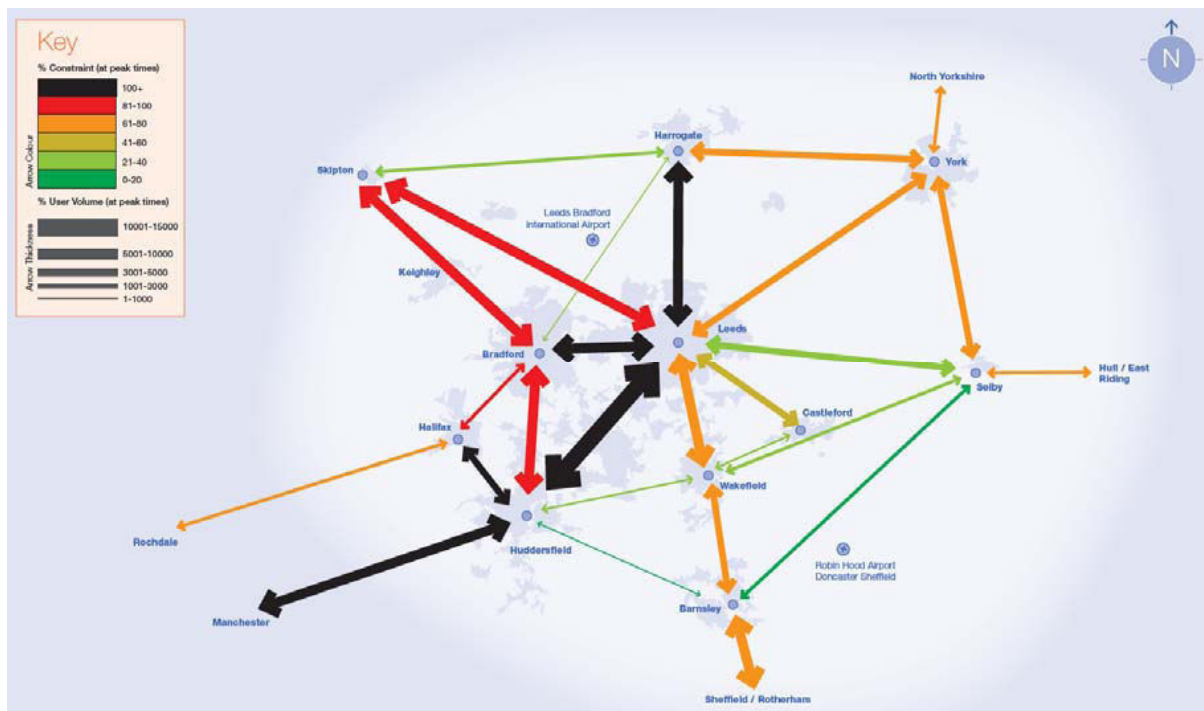 Key
% Constraint (at peak times)
Arrow Colour
100+
81-100
61-80
41-60
21-40
0-20
% User Volume (at peak times)
Arrow Thickness
10001-15000
5001-10000
3001-5000
1001-3000
1-1000
N
North Yorkshire
Harrogate
York
Skipton
Leeds Bradford
International Airport
Keighley
Leeds
Bradford
Selby
Hull / East
Riding
Castleford
Halifax
Wakefield
Rochdale
Huddersfield
Robin Hood Airport
Doncaster Sheffield
Barnsley
Manchester
Sheffield / Rotherham